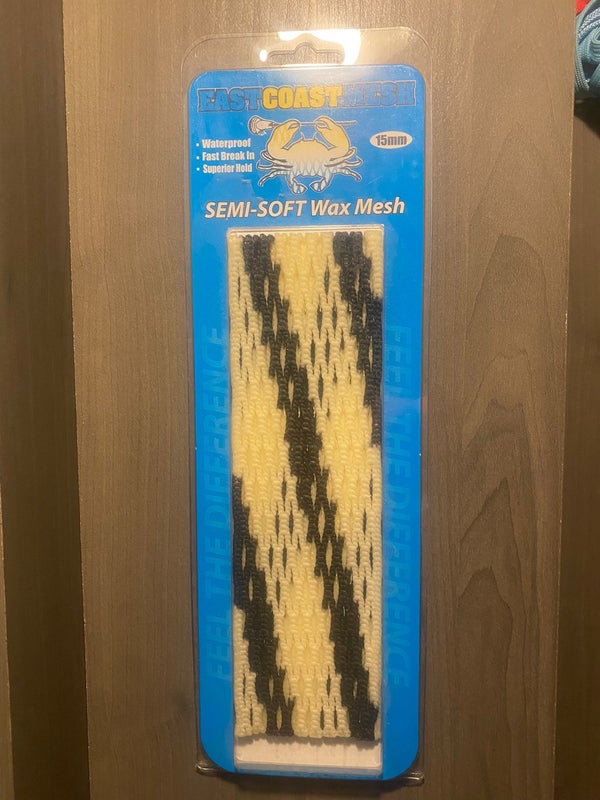 EAST COAST MESH
• Waterproof
• Fast Break In
• Superior Hold
15mm
SEMI-SOFT Wax Mesh
FEEL THE DIFFERENCE
FEEL THE DIFFERENCE